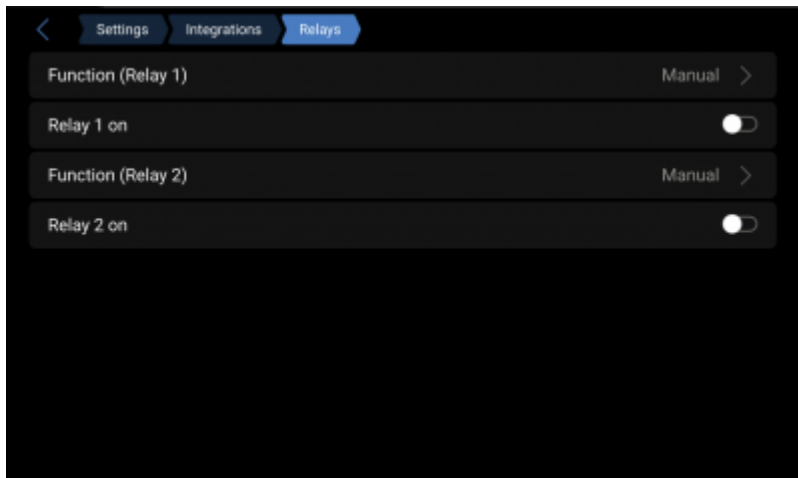 Settings Integrations Relays
Function (Relay 1) Manual
Relay 1 on
Function (Relay 2) Manual
Relay 2 on